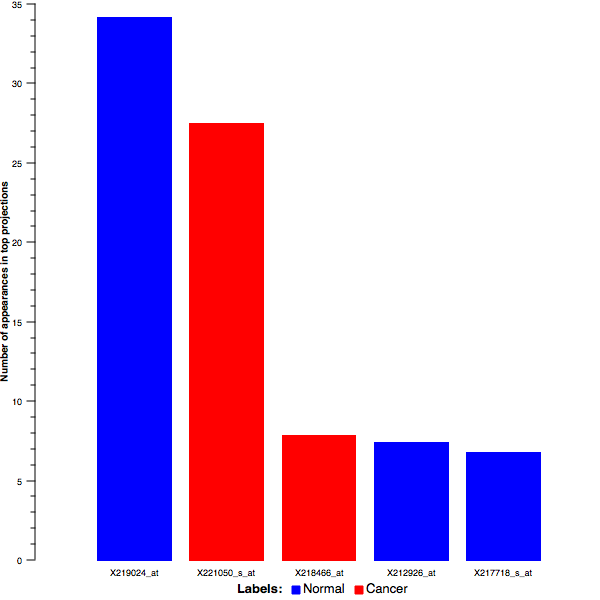 35
30
25
20
15
10
5
0
Number of appearances in top projections
X219024_at X221050_s_at X218466_at X212926_at X217718_s_at
Labels: Normal Cancer